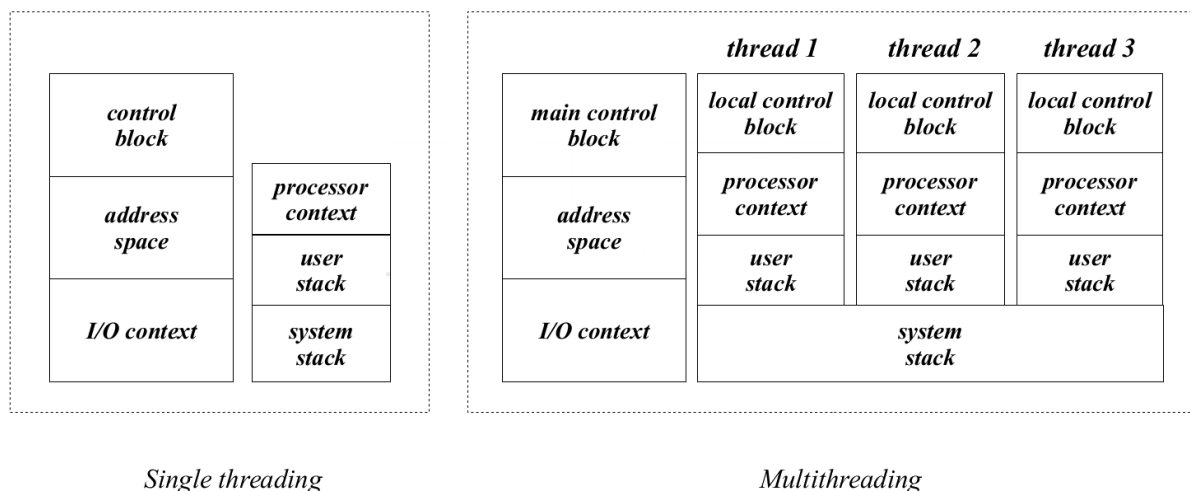 control
block
address
space
I/O context
processor
context
user
stack
system
stack
Single threading
thread 1
thread 2
thread 3
main control
block
address
space
I/O context
local control
block
processor
context
user
stack
local control
block
processor
context
user
stack
local control
block
processor
context
user
stack
system
stack
Multithreading